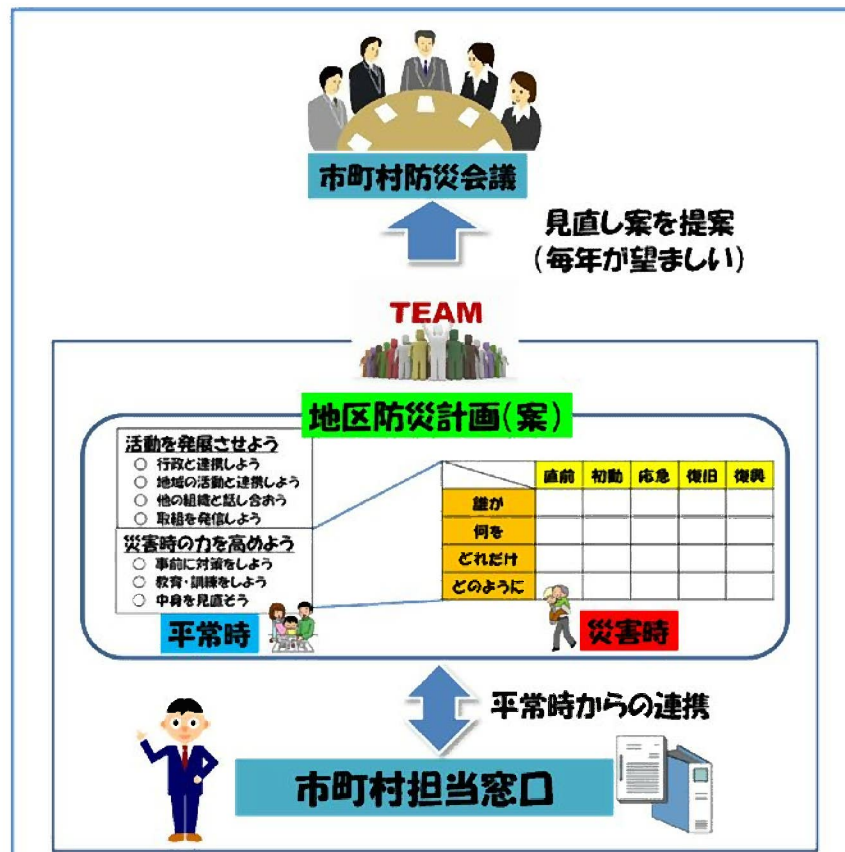 市町村防災会議
見直し案を提案
(毎年が望ましい)
TEAM
地区防災計画(案)
活動を発展させよう
○ 行政と連携しよう
○ 地域の活動と連携しよう
○ 他の組織と話し合おう
○ 取組を発信しよう
災害時の力を高めよう
○ 事前に対策をしよう
○ 教育・訓練をしよう
○ 中身を見直そう
平常時
直前 初動 応急 復旧 復興
誰が
何を
どれだけ
どのように
災害時
平常時からの連携
市町村担当窓口